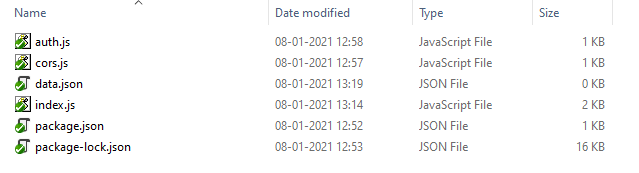 Name Date modified Type Size
auth.js 08-01-2021 12:58 JavaScript File 1 KB
cors.js 08-01-2021 12:57 JavaScript File 1 KB
data.json 08-01-2021 13:19 JSON File 0 KB
index.js 08-01-2021 13:14 JavaScript File 2 KB
package.json 08-01-2021 12:52 JSON File 1 KB
package-lock.json 08-01-2021 12:53 JSON File 16 KB